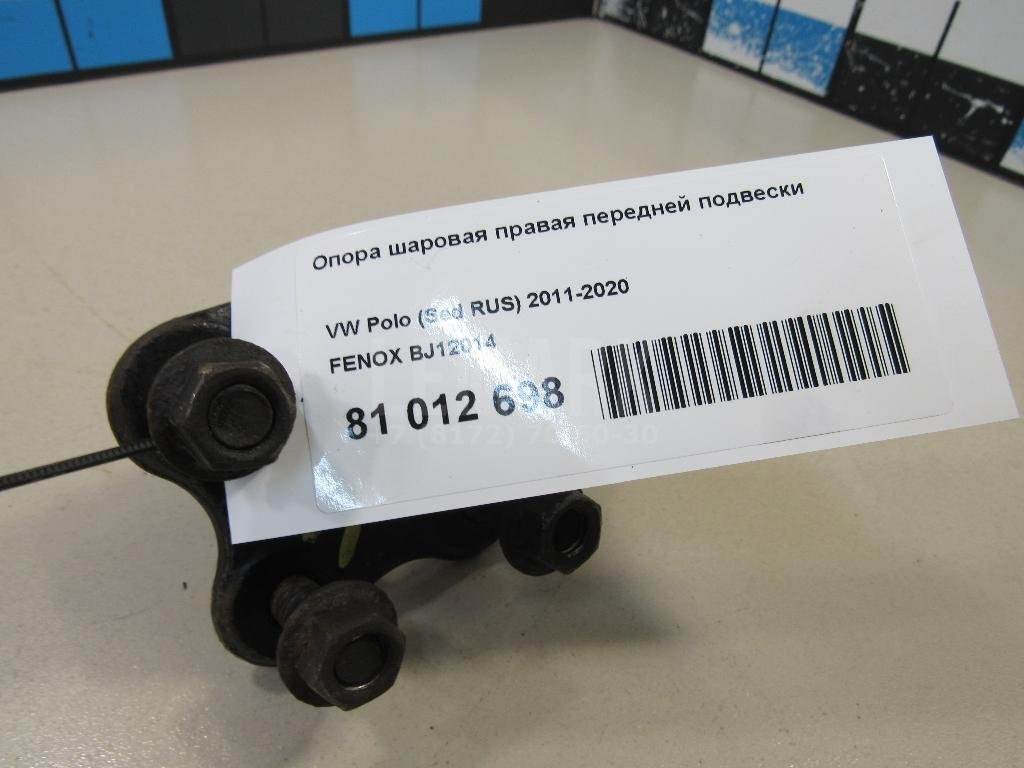 Опора шаровая правая передней подвески
VW Polo (Sed RUS) 2011-2020
FENOX BJ12014
81 012 698